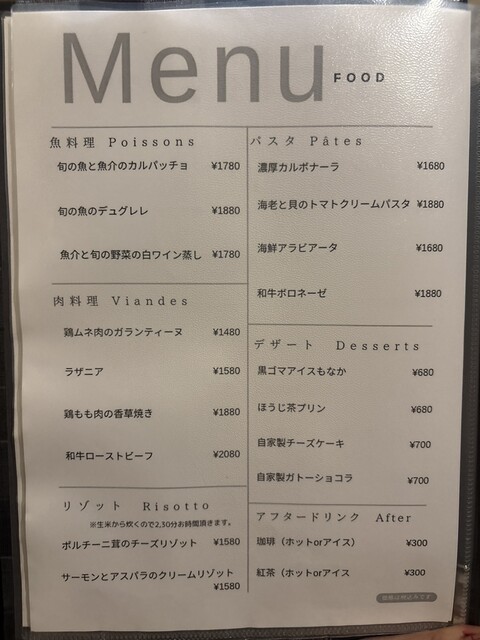 Menu FOOD
魚料理 Poissons
旬の魚と魚介のカルパッチョ ¥1780
旬の魚のデュグレレ ¥1880
魚介と旬の野菜の白ワイン蒸し ¥1780
肉料理 Viandes
鶏ムネ肉のガランティーヌ ¥1480
ラザニア ¥1580
鶏もも肉の香草焼き ¥1880
和牛ローストビーフ ¥2080
リゾット Risotto
※生米から炊くので2,30分お時間頂きます。
ポルチーニ茸のチーズリゾット ¥1580
サーモンとアスパラのクリームリゾット
¥1580
パスタ Pâtes
濃厚カルボナーラ ¥1680
海老と貝のトマトクリームパスタ ¥1880
海鮮アラビアータ ¥1680
和牛ボロネーゼ ¥1880
デザート Desserts
黒ゴマアイスもなか ¥680
ほうじ茶プリン ¥680
自家製チーズケーキ ¥700
自家製ガトーショコラ ¥700
アフタードリンク After
珈琲（ホットorアイス） ¥300
紅茶（ホットorアイス ¥300